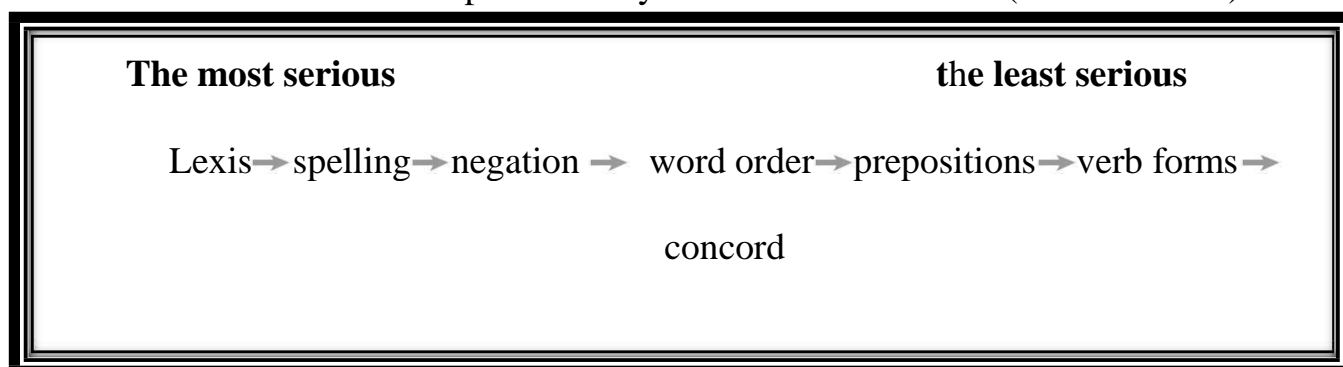 The most serious the least serious
Lexis→spelling→negation → word order→prepositions→verb forms→
concord